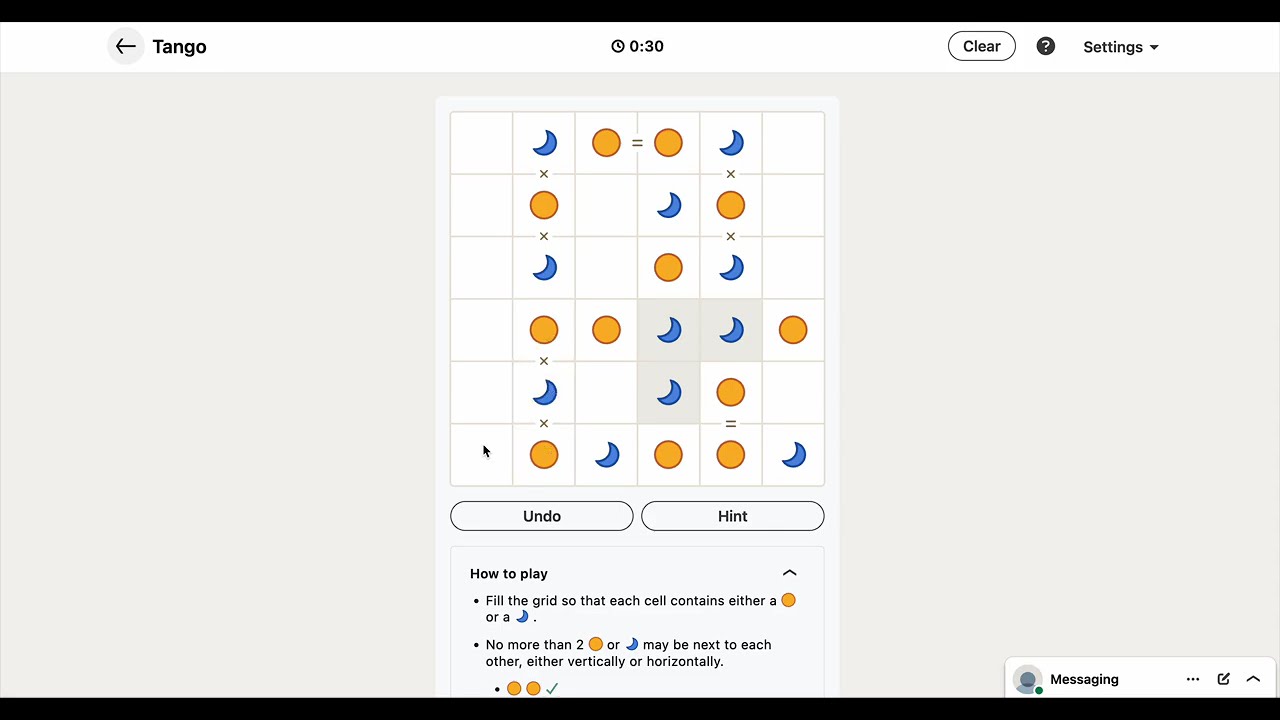 Tango
0:30
Clear
?
Settings
=
× ×
× ×
×
× =
Undo
Hint
How to play
• Fill the grid so that each cell contains either a
or a .
• No more than 2 or may be next to each
other, either vertically or horizontally.
• ✓
Messaging